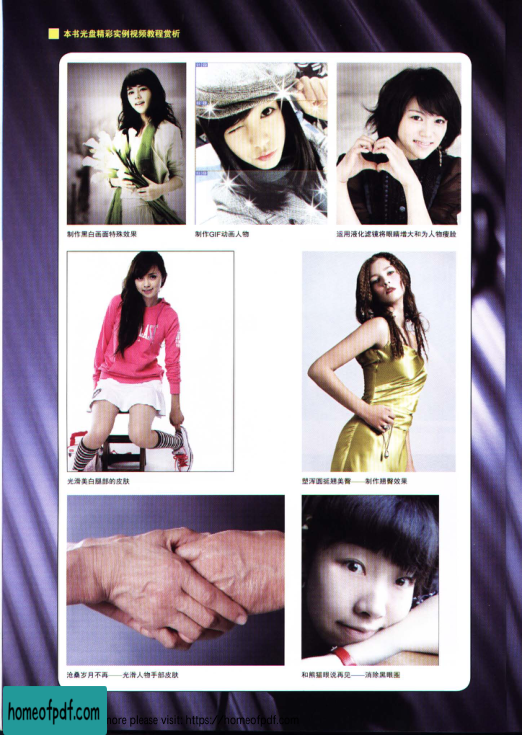 本书光盘精彩实例视频教程赏析
制作黑白画面特殊效果
制作GIF动画人物
运用液化滤镜将眼睛增大和为人物瘦脸
光滑美白腿部的皮肤
塑浑圆挺翘美臀——制作翘臀效果
沧桑岁月不再——光滑人物手部皮肤
和熊猫眼说再见——消除黑眼圈
homeofpdf.com
more please visit: https://homeofpdf.com